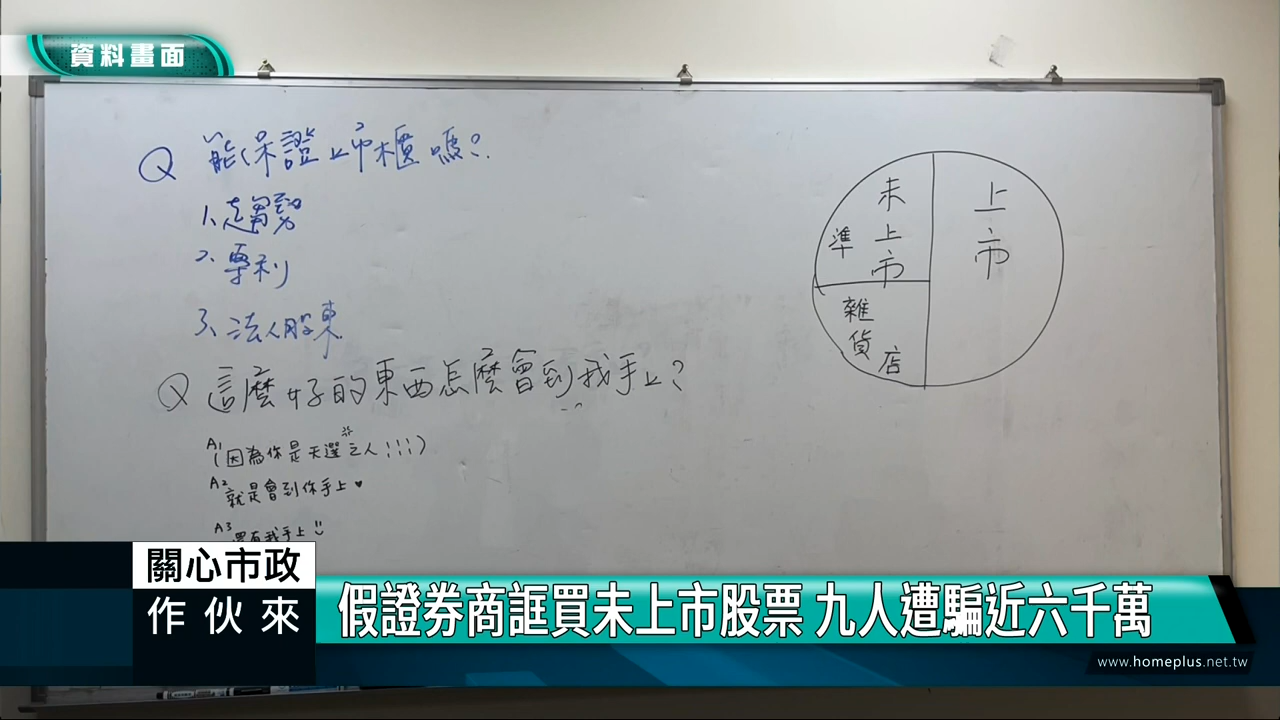 資料畫面
Q 能保證上市櫃嗎?
1. 趨勢
2. 專利
3. 法人股東
Q 這麼好的東西怎麼會到我手上?
A1 (因為你是天選之人!!!)
A2 就是會到你手上♥
A3 我手上!!
未上市
準
上市
雜貨店
關心市政
作伙來
假證券商誆買未上市股票 九人遭騙近六千萬
www.homeplus.net.tw